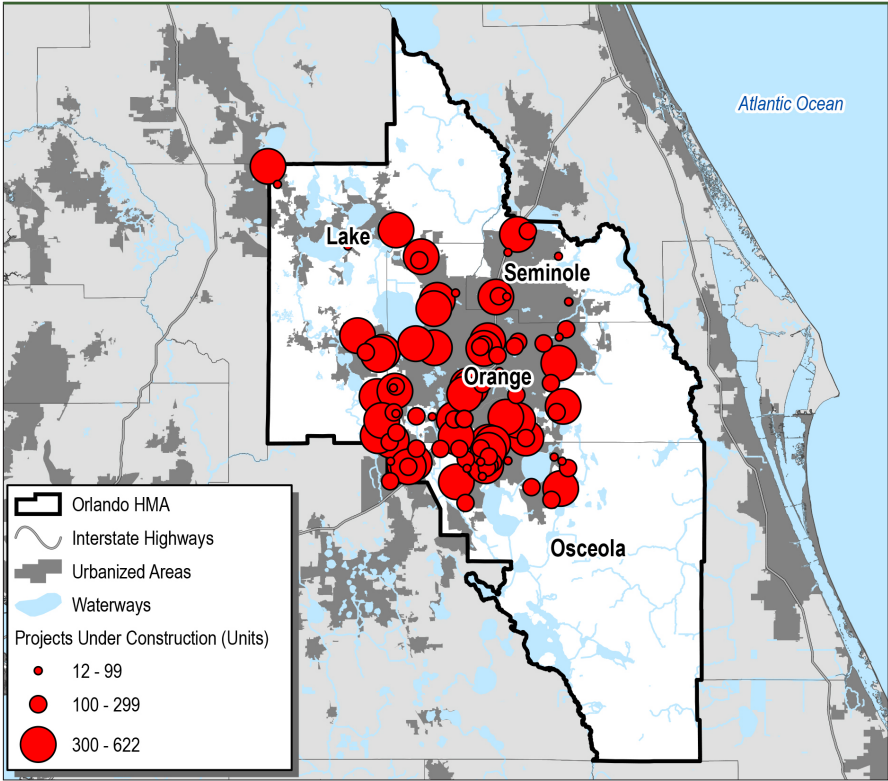 Atlantic Ocean
Lake
Seminole
Orange
Osceola
Orlando HMA
Interstate Highways
Urbanized Areas
Waterways
Projects Under Construction (Units)
12 - 99
100 - 299
300 - 622